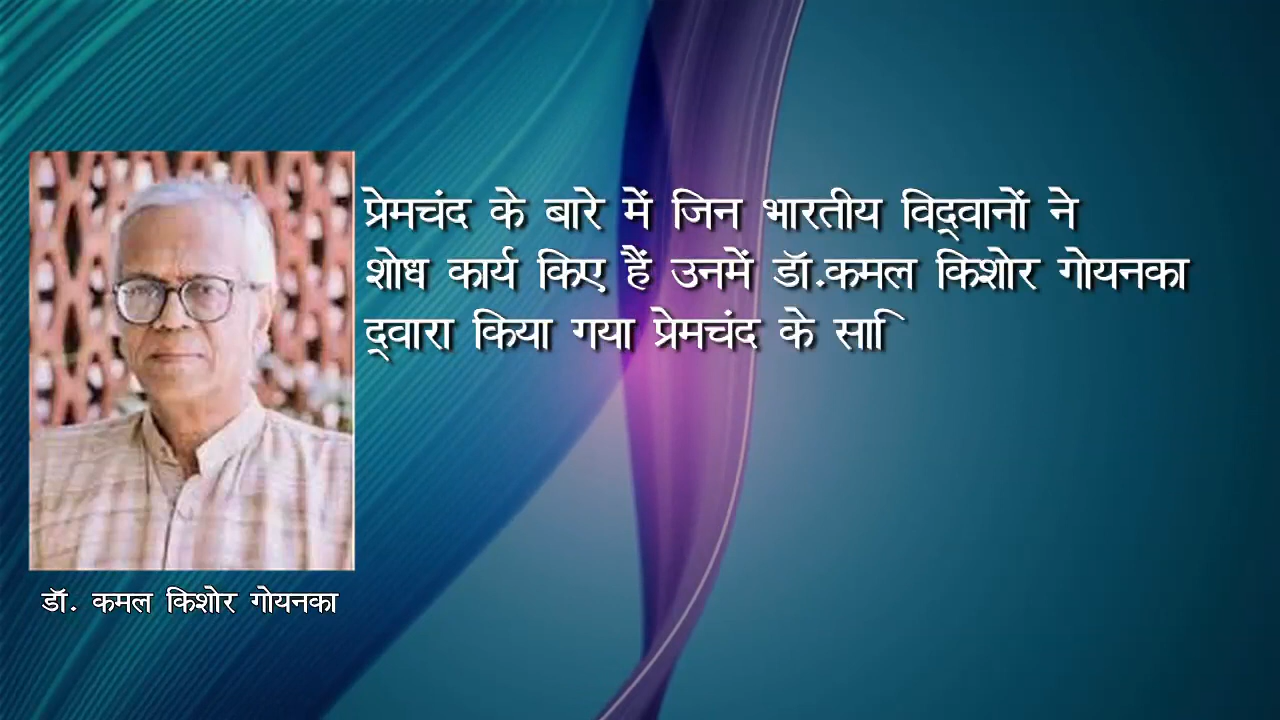 प्रेमचंद के बारे में जिन भारतीय विद्वानों ने
शोध कार्य किए हैं उनमें डॉ.कमल किशोर गोयनका
द्वारा किया गया प्रेमचंद के साि
डॉ. कमल किशोर गोयनका